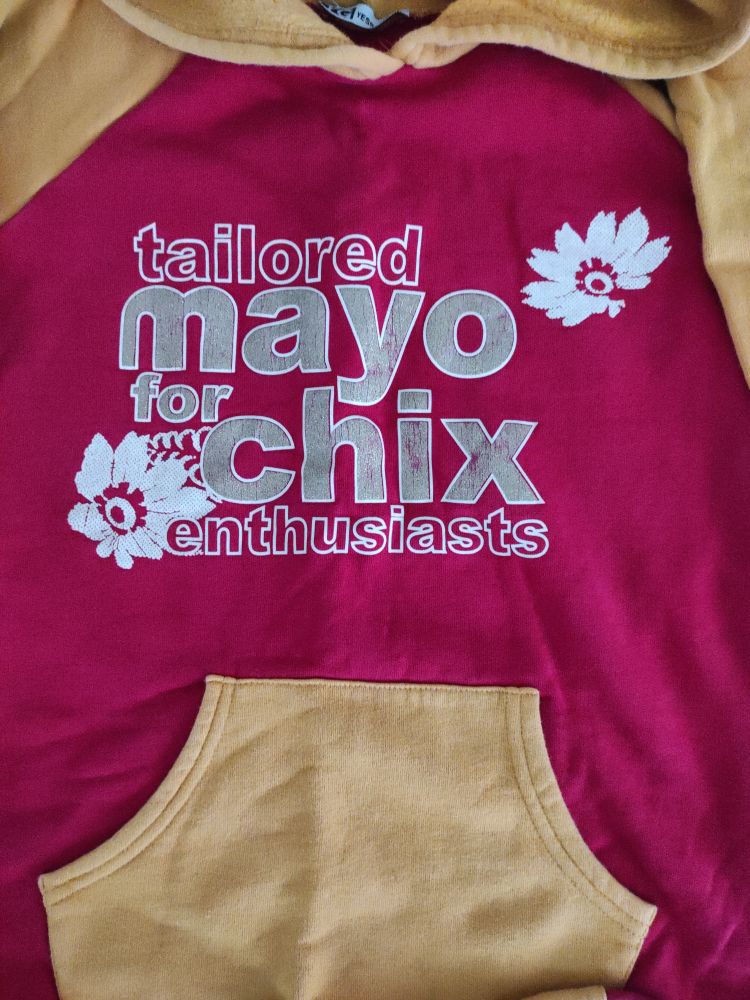 tailored
mayo
for
chix
enthusiasts